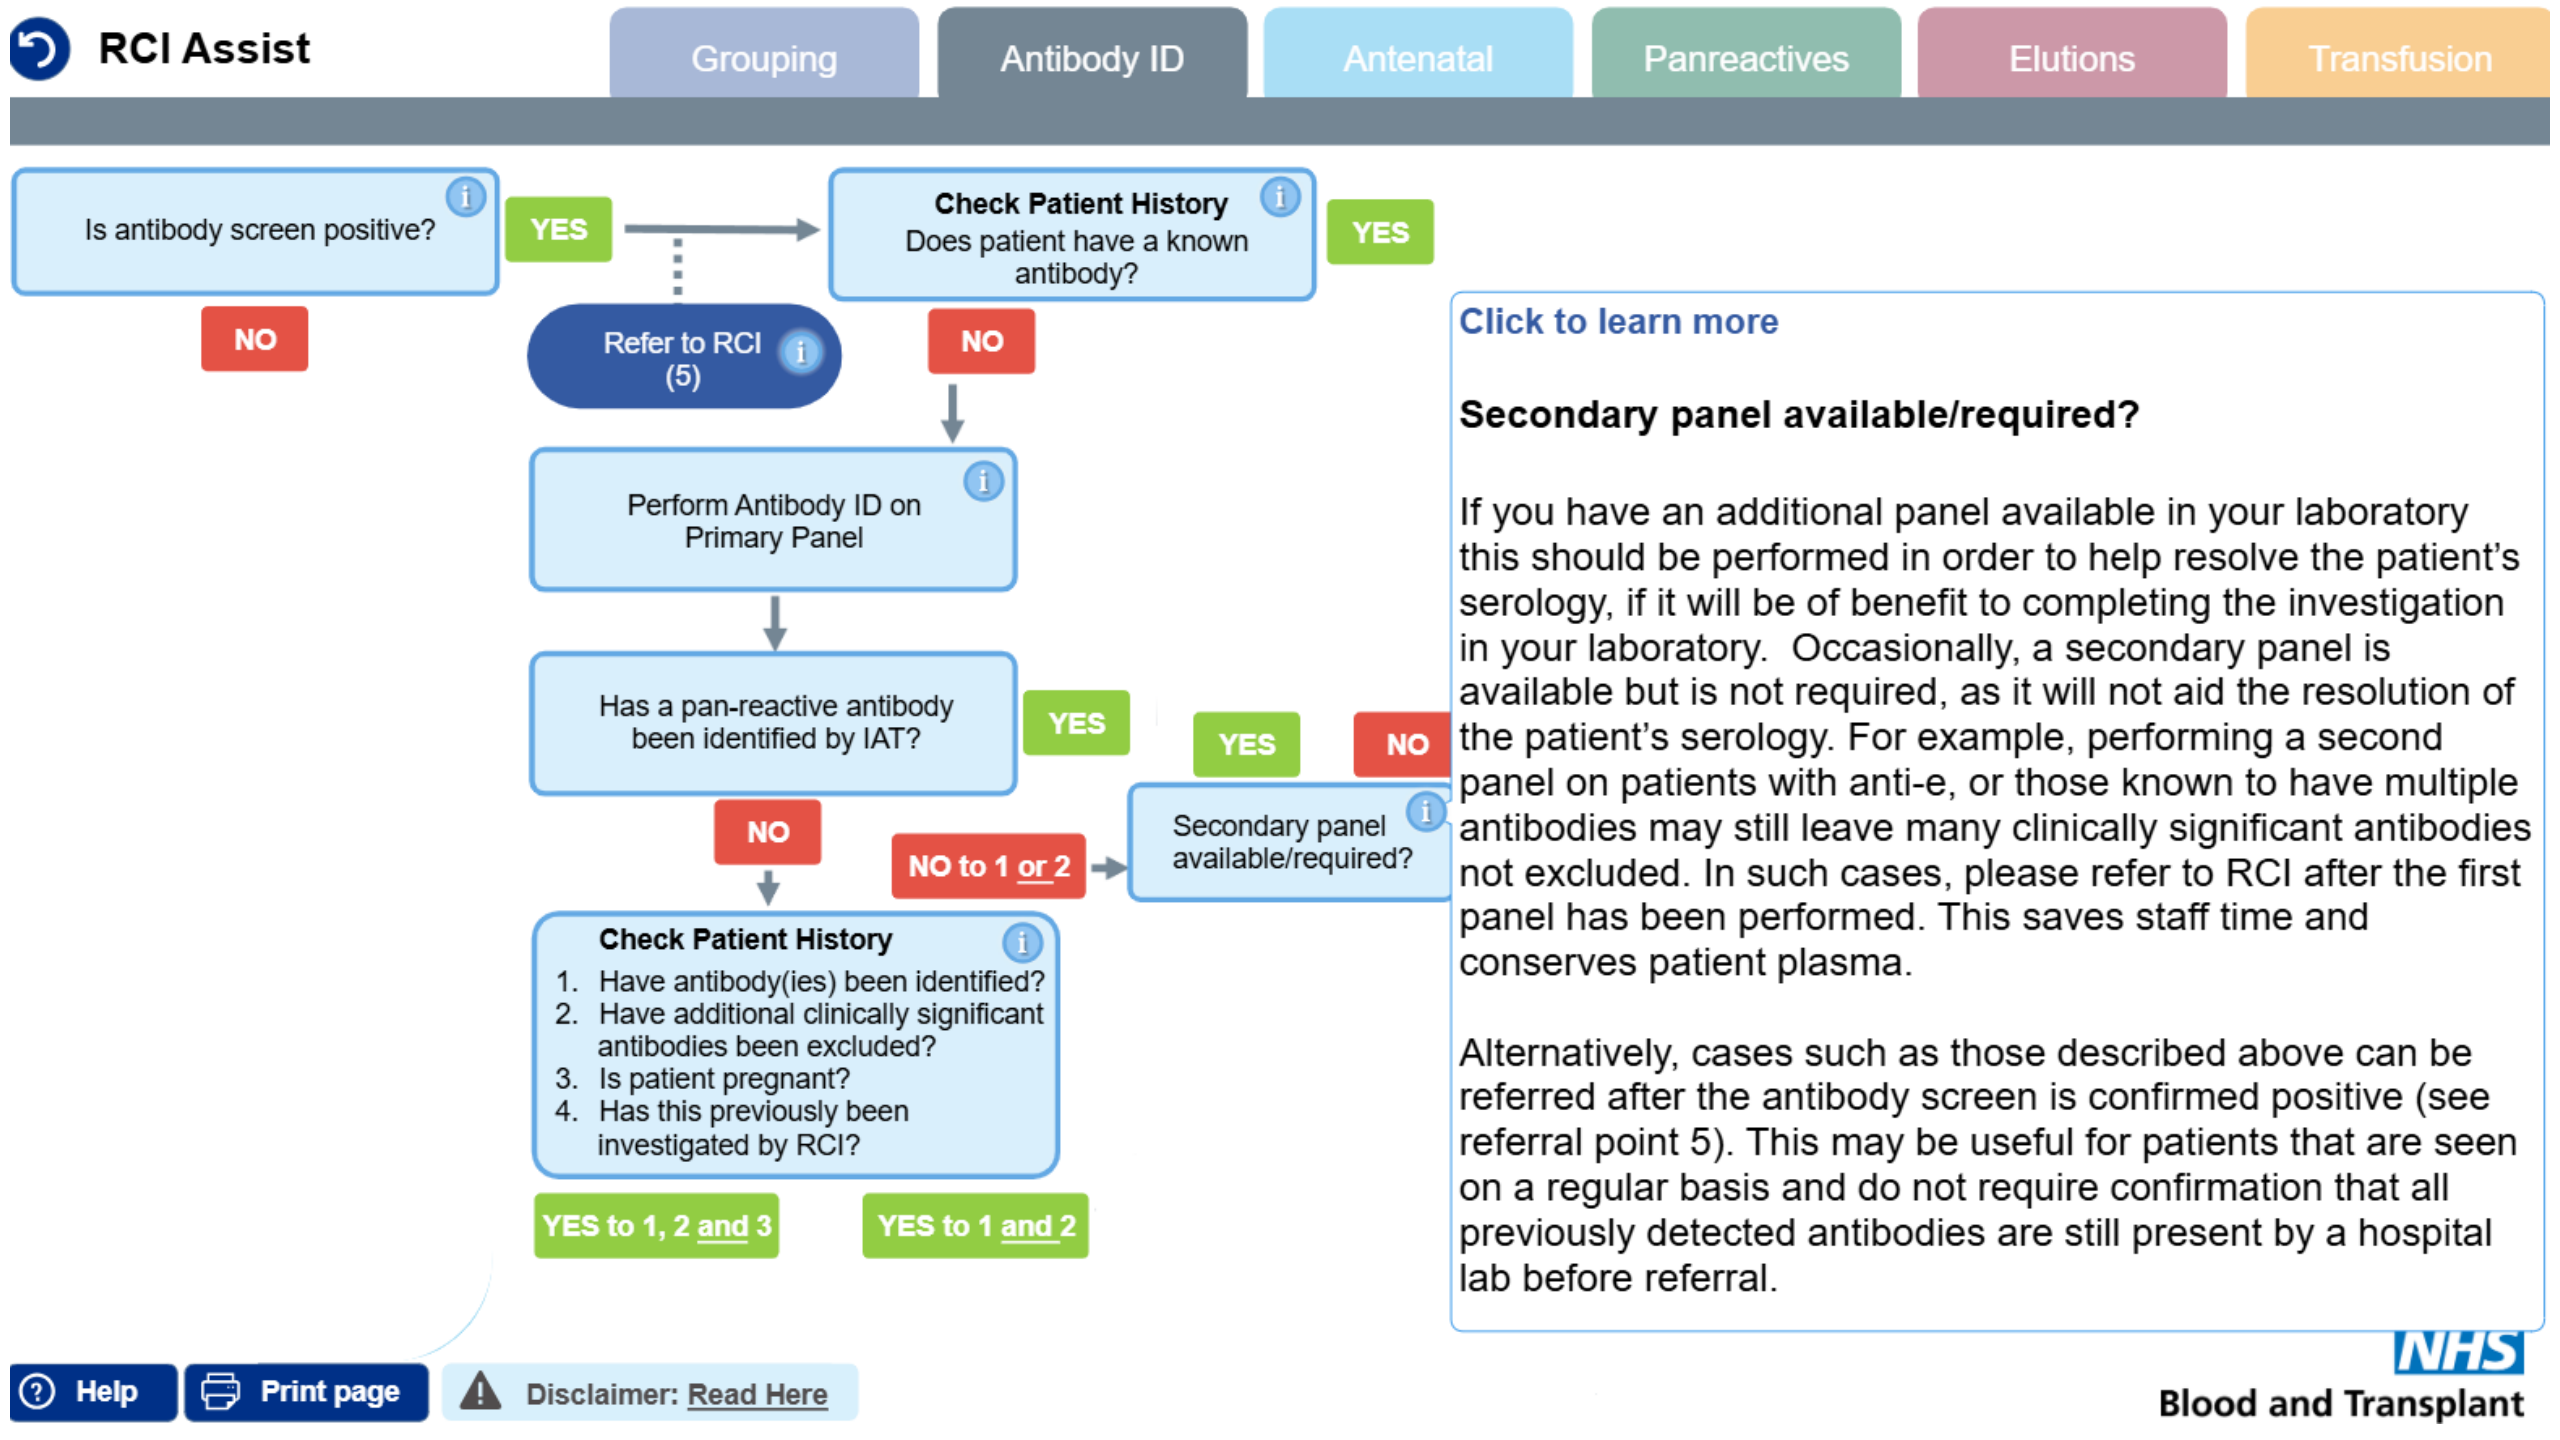 RCI Assist
Grouping
Antibody ID
Antenatal
Panreactives
Elutions
Transfusion
Is antibody screen positive?
YES
NO
Refer to RCI
(5)
Check Patient History
Does patient have a known
antibody?
YES
NO
Perform Antibody ID on
Primary Panel
Has a pan-reactive antibody
been identified by IAT?
YES
NO
Check Patient History
1. Have antibody(ies) been identified?
2. Have additional clinically significant
antibodies been excluded?
3. Is patient pregnant?
4. Has this previously been
investigated by RCI?
YES to 1, 2 and 3
YES to 1 and 2
NO to 1 or 2
YES
NO
Secondary panel
available/required?
Click to learn more
Secondary panel available/required?
If you have an additional panel available in your laboratory
this should be performed in order to help resolve the patient’s
serology, if it will be of benefit to completing the investigation
in your laboratory. Occasionally, a secondary panel is
available but is not required, as it will not aid the resolution of
the patient’s serology. For example, performing a second
panel on patients with anti-e, or those known to have multiple
antibodies may still leave many clinically significant antibodies
not excluded. In such cases, please refer to RCI after the first
panel has been performed. This saves staff time and
conserves patient plasma.
Alternatively, cases such as those described above can be
referred after the antibody screen is confirmed positive (see
referral point 5). This may be useful for patients that are seen
on a regular basis and do not require confirmation that all
previously detected antibodies are still present by a hospital
lab before referral.
Help
Print page
Disclaimer: Read Here
NHS
Blood and Transplant